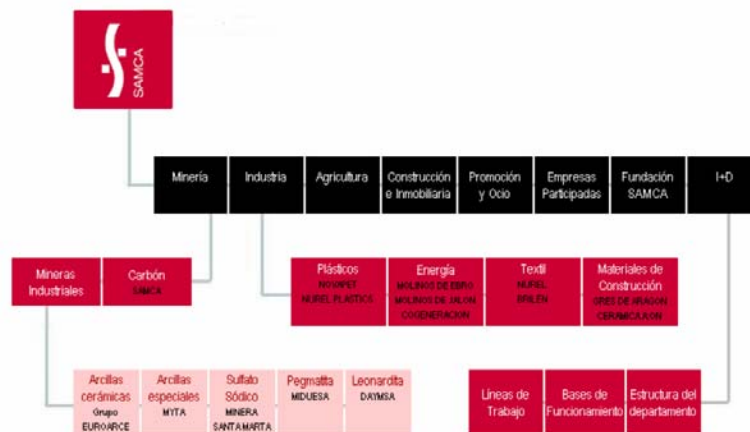 SAMCA
Minería
Industria
Agricultura
Construcción
e Inmobiliaria
Promoción
y Ocio
Empresas
Participadas
Fundación
SAMCA
I+D
Mineras
Industriales
Carbón
SAMCA
Plásticos
NOVAPET
NUREL PLASTICS
Energía
MOLINOS DE EBRO
MOLINOS DE JALON
COGENERACION
Textil
NUREL
BRILEN
Materiales de
Construcción
GRES DE ARAGON
CERAMICA JLON
Arcillas
cerámicas
Grupo
EUROARCE
Arcillas
especiales
MYTA
Sulfato
Sódico
MINERA
SANTA MARTA
Pegmatita
MIDUESA
Leonardita
DAYMSA
Líneas de
Trabajo
Bases de
Funcionamiento
Estructura del
departamento